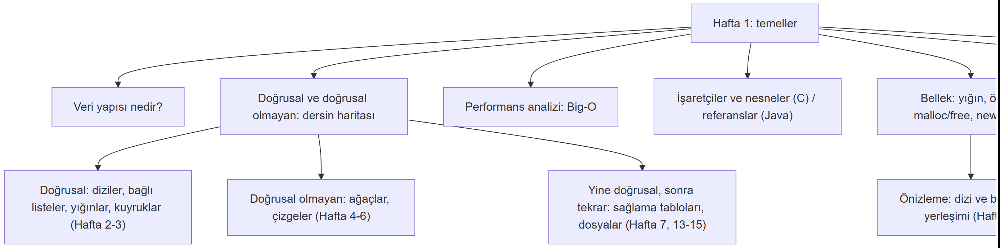 Hafta 1: temeller
Veri yapısı nedir?
Doğrusal ve doğrusal
olmayan: dersin haritası
Performans analizi: Big-O
İşaretçiler ve nesneler (C) /
referanslar (Java)
Bellek: yığın,
malloc/free, new
Doğrusal: diziler, bağlı
listeler, yığınlar, kuyruklar
(Hafta 2-3)
Doğrusal olmayan: ağaçlar,
çizgeler (Hafta 4-6)
Yine doğrusal, sonra
tekrar: sağlama tabloları,
dosyalar (Hafta 7, 13-15)
Önizleme: dizi ve
yerleşimi